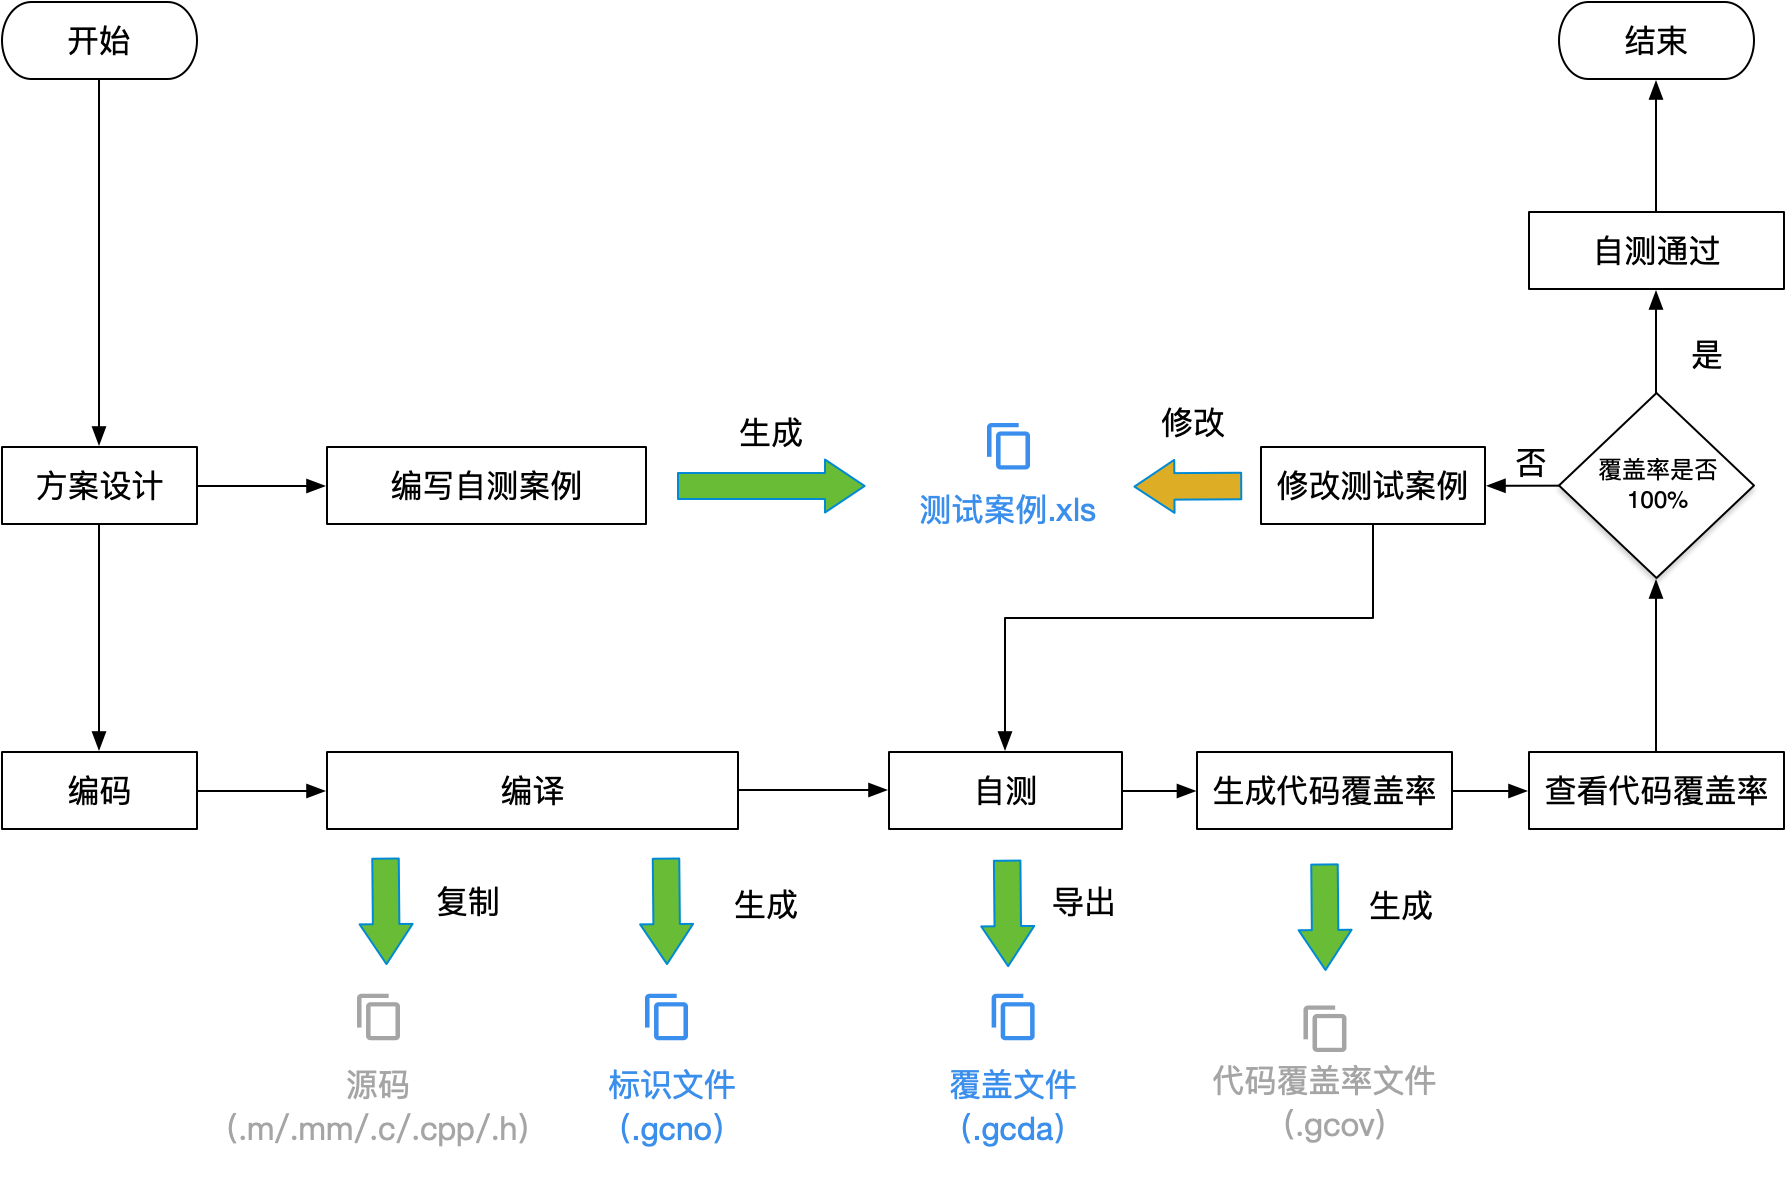 开始
结束
自测通过
是
生成
修改
方案设计
编写自测案例
测试案例.xls
修改测试案例
否
覆盖率是否
100%
编码
编译
自测
生成代码覆盖率
查看代码覆盖率
复制
生成
导出
生成
源码
(.m/.mm/.c/.cpp/.h)
标识文件
(.gcno)
覆盖文件
(.gcda)
代码覆盖率文件
(.gcov)